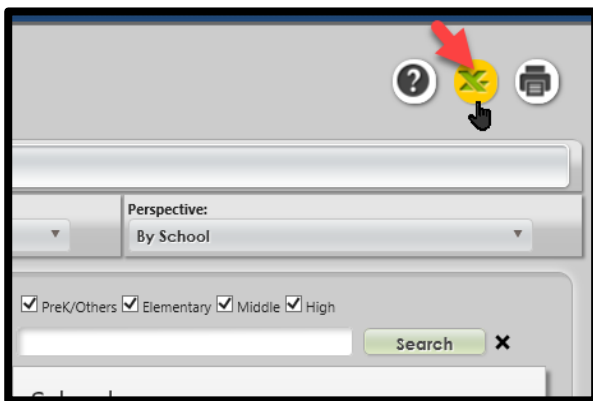 ?
Perspective:
By School
PreK/Others Elementary Middle High
Search